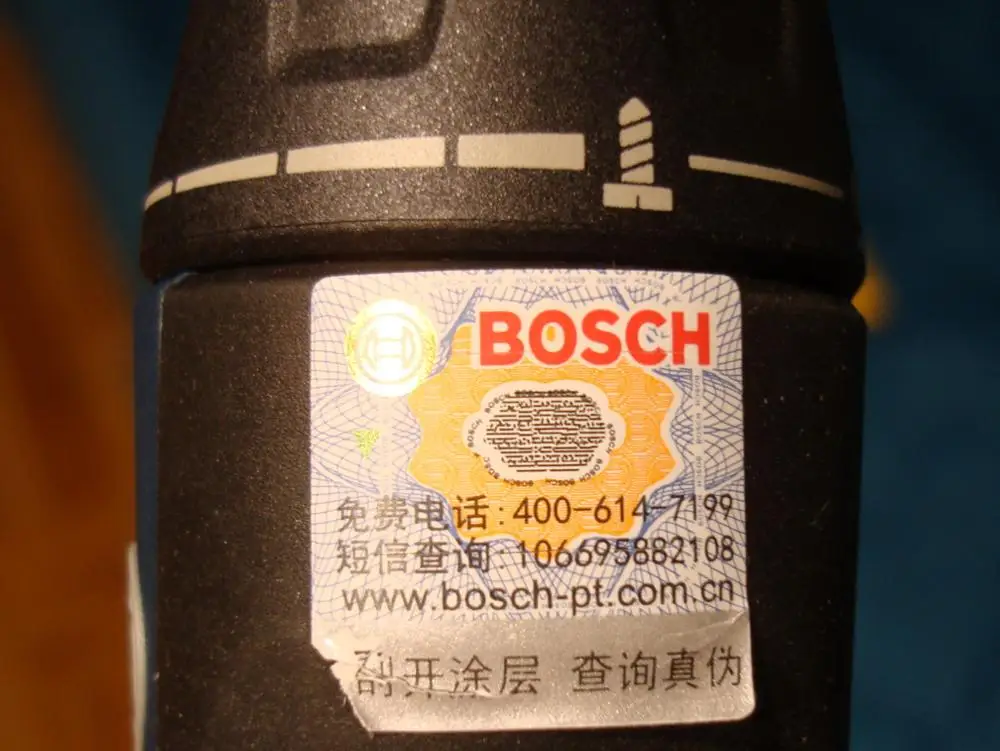 BOSCH
免费电话:400-614-7199
短信查询:106695882108
www.bosch-pt.com.cn
刮开涂层 查询真伪